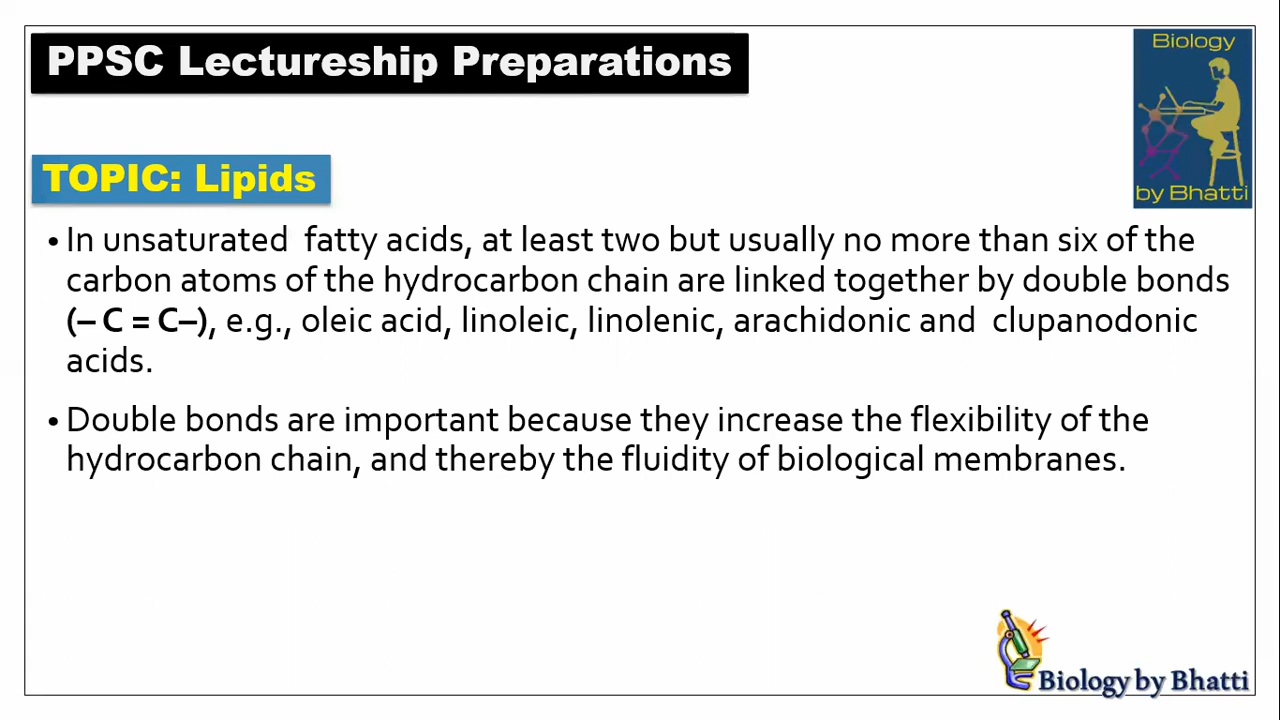 PPSC Lectureship Preparations
Biology
by Bhatti
TOPIC: Lipids
• In unsaturated fatty acids, at least two but usually no more than six of the
carbon atoms of the hydrocarbon chain are linked together by double bonds
(– C = C–), e.g., oleic acid, linoleic, linolenic, arachidonic and clupanodonic
acids.
• Double bonds are important because they increase the flexibility of the
hydrocarbon chain, and thereby the fluidity of biological membranes.
Biology by Bhatti